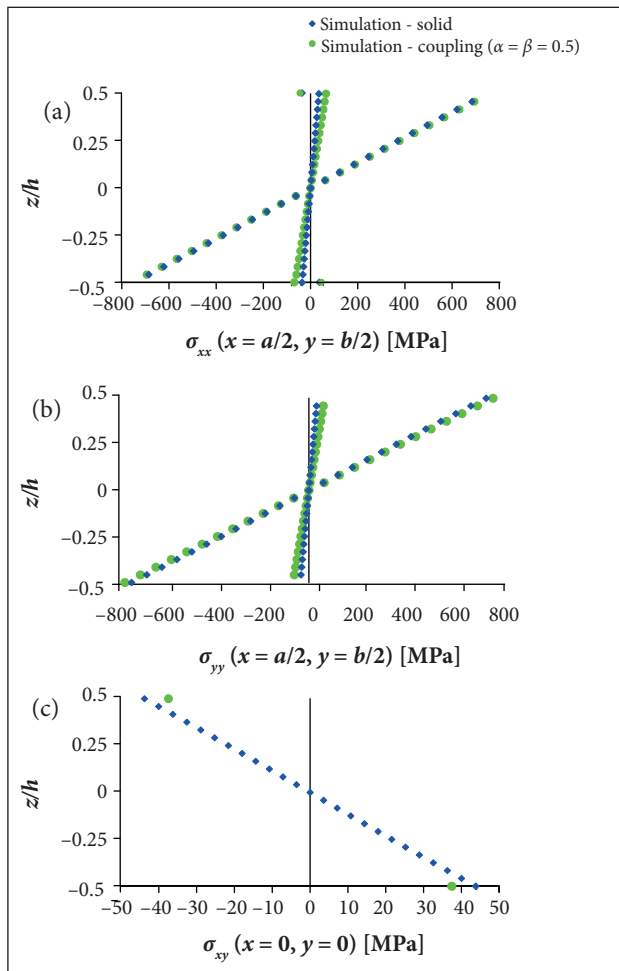 Simulation - solid
Simulation - coupling (α = β = 0.5)
(a)
0.5
0.25
0
−0.25
−0.5
z/h
−800 −600 −400 −200 0 200 400 600 800
σxx (x = a/2, y = b/2) [MPa]
(b)
0.5
0.25
0
−0.25
−0.5
z/h
−800 −600 −400 −200 0 200 400 600 800
σyy (x = a/2, y = b/2) [MPa]
(c)
0.5
0.25
0
−0.25
−0.5
z/h
−50 −40 −30 −20 −10 0 10 20 30 40 50
σxy (x = 0, y = 0) [MPa]